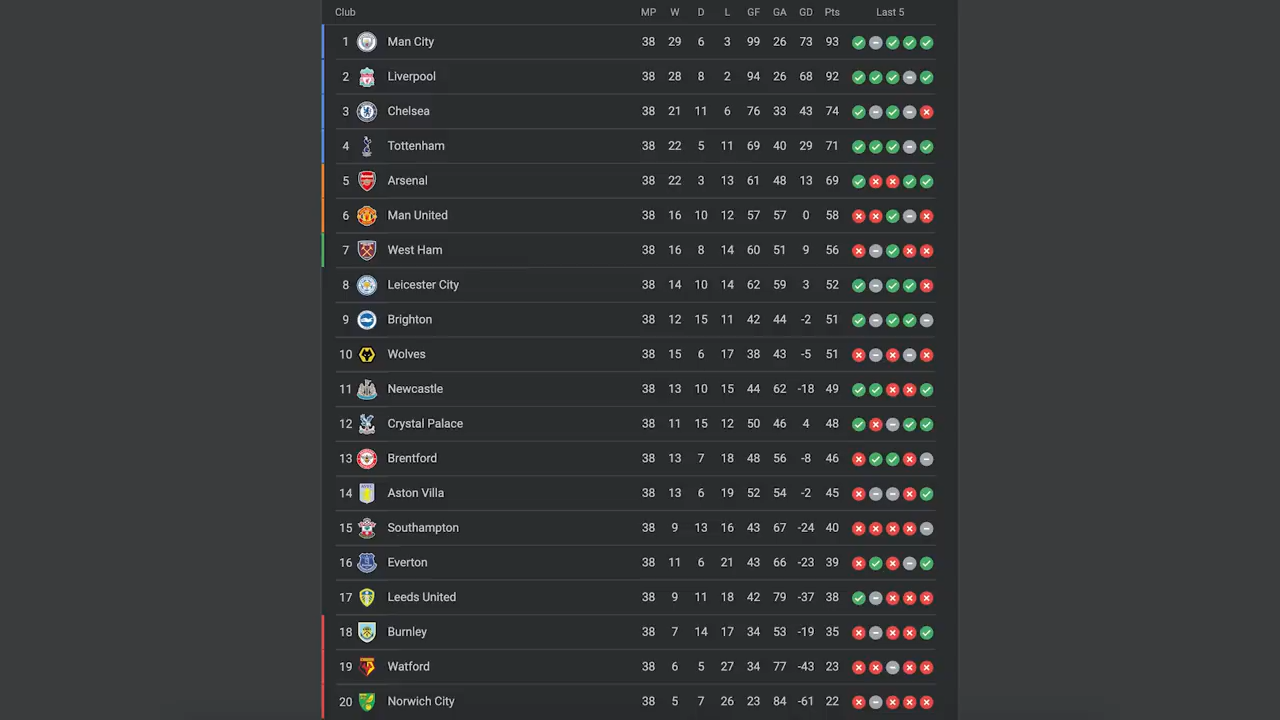 Club MP W D L GF GA GD Pts Last 5
1 Man City 38 29 6 3 99 26 73 93
2 Liverpool 38 28 8 2 94 26 68 92
3 Chelsea 38 21 11 6 76 33 43 74
4 Tottenham 38 22 5 11 69 40 29 71
5 Arsenal 38 22 3 13 61 48 13 69
6 Man United 38 16 10 12 57 57 0 58
7 West Ham 38 16 8 14 60 51 9 56
8 Leicester City 38 14 10 14 62 59 3 52
9 Brighton 38 12 15 11 42 44 -2 51
10 Wolves 38 15 6 17 38 43 -5 51
11 Newcastle 38 13 10 15 44 62 -18 49
12 Crystal Palace 38 11 15 12 50 46 4 48
13 Brentford 38 13 7 18 48 56 -8 46
14 Aston Villa 38 13 6 19 52 54 -2 45
15 Southampton 38 9 13 16 43 67 -24 40
16 Everton 38 11 6 21 43 66 -23 39
17 Leeds United 38 9 11 18 42 79 -37 38
18 Burnley 38 7 14 17 34 53 -19 35
19 Watford 38 6 5 27 34 77 -43 23
20 Norwich City 38 5 7 26 23 84 -61 22